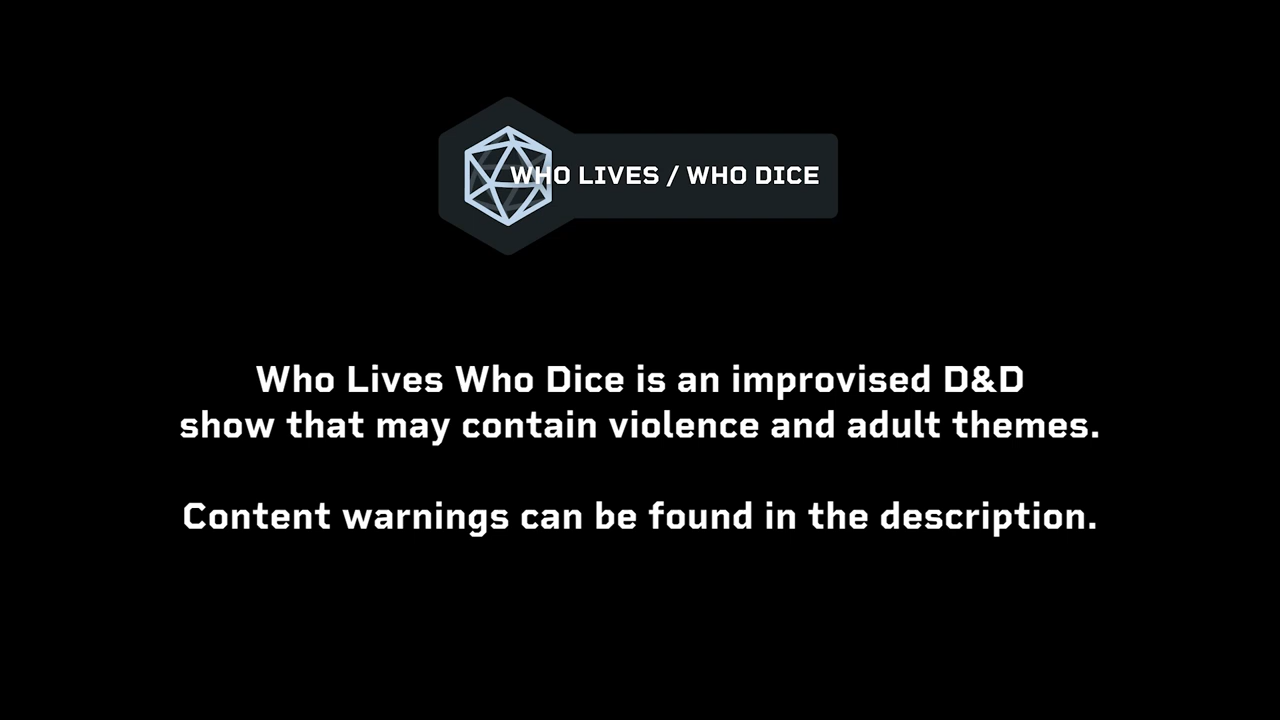 WHO LIVES / WHO DICE
Who Lives Who Dice is an improvised D&D
show that may contain violence and adult themes.
Content warnings can be found in the description.